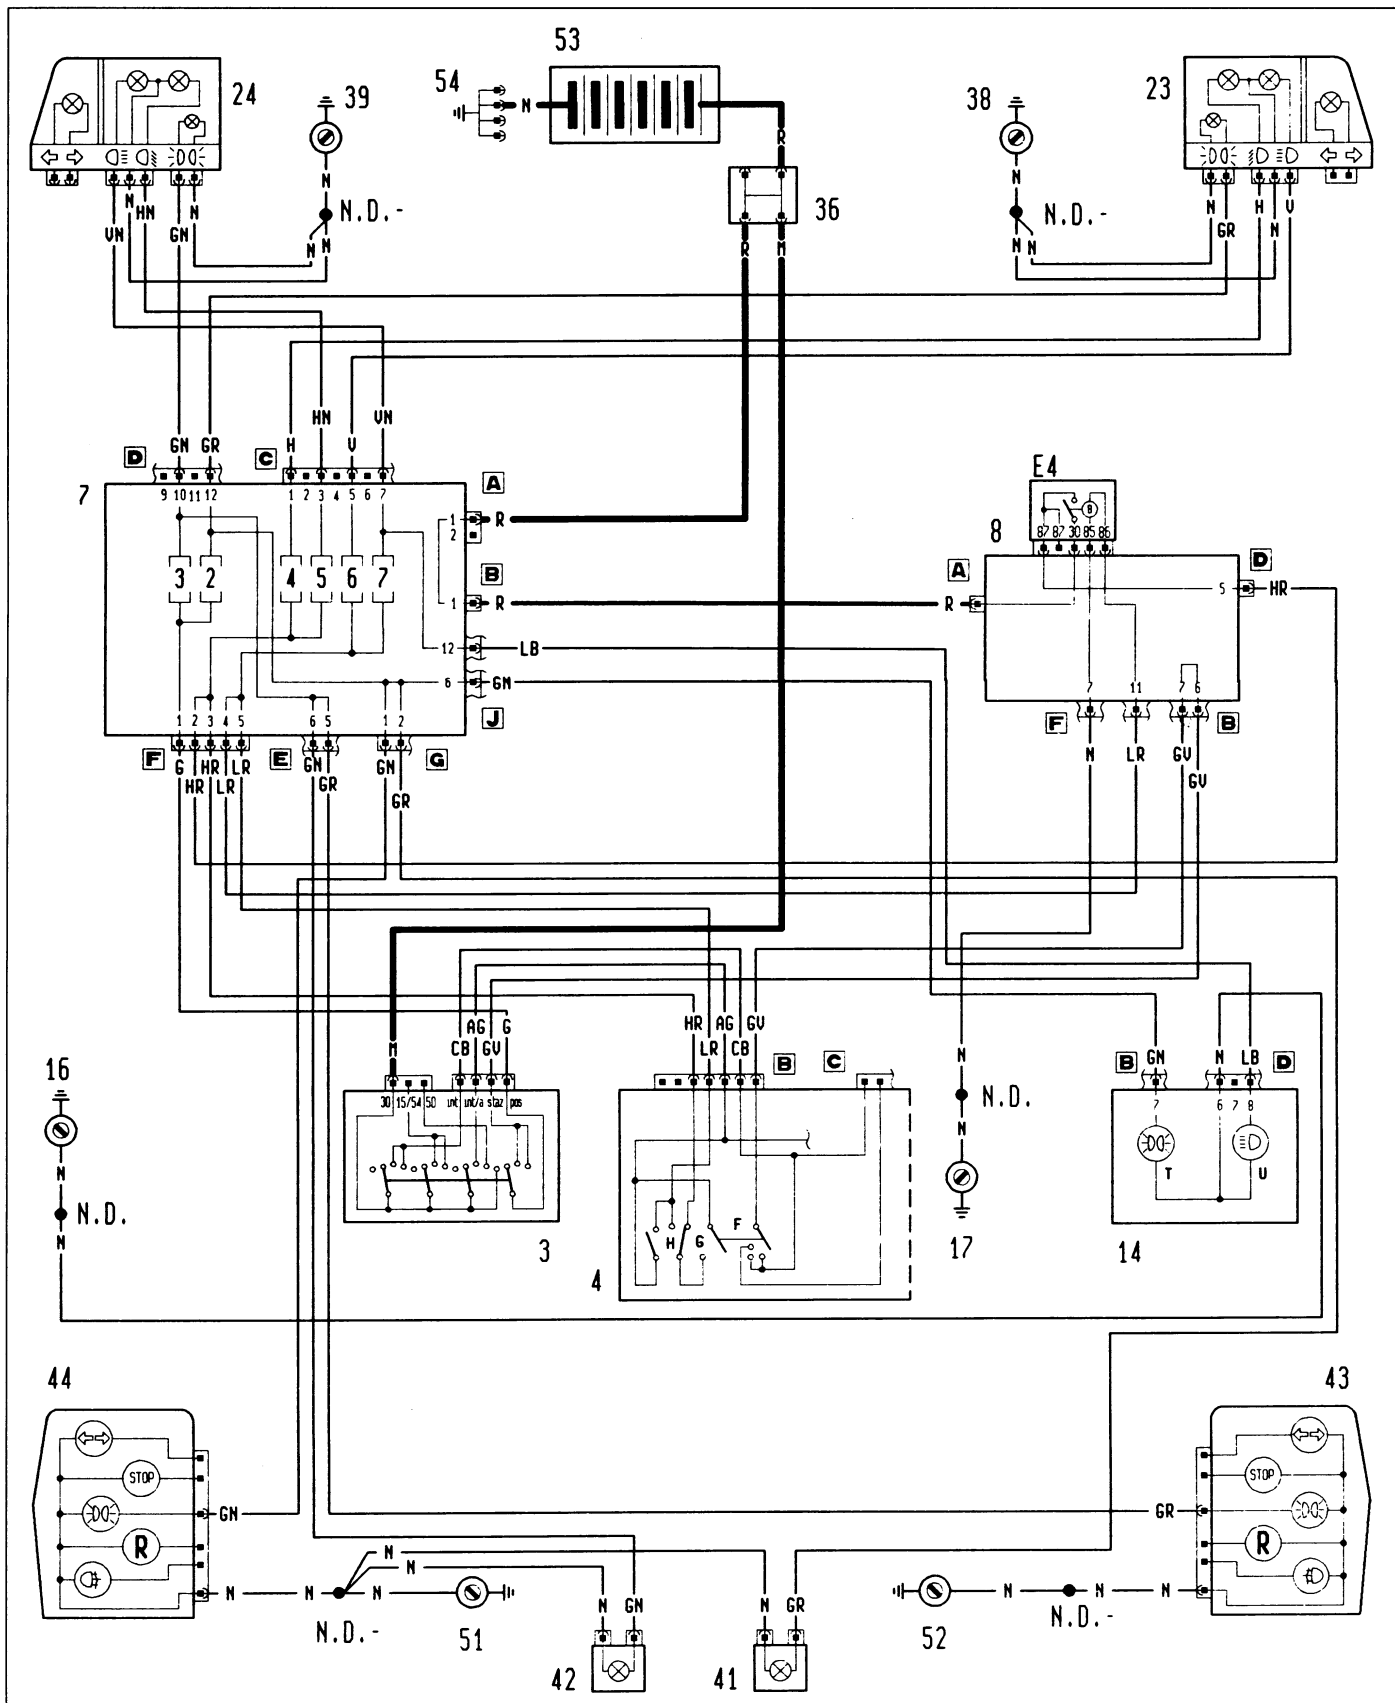 53
24
39
54
N
38
23
R
N
N.D.-
36
N
N.D.-
N
HN
VN
GN
N
N
N
R
M
N
N
N
GR
H
N
V
HN
VN
GN
GR
H
V
D
C
7
9 10 11 12
1 2 3 4 5 6 7
A
1
2
R
3 2 4 5 6 7
B
1
R
12
LB
6
GN
J
1 2 3 4 5
6 5
1 2
F
E
G
G
HR
HR
LR
LR
GN
GR
GN
GR
E4
8
87 87 30 85 86
8
A
R
D
5
HR
7
11
7 6
F
B
N
LR
GV
GV
M
CB
AG
GV
G
HR
LR
AG
CB
GV
B
C
N
N.D.
N
17
B
GN
N
LB
D
7
6 7 8
T
U
14
16
N
N.D.
N
30 15/54 50
int int/a staz pos
3
H
G
F
4
44
43
STOP
GN
R
N
N
N.D.-
N
N
N
51
N
GN
42
N
GR
41
STOP
GR
R
52
N
N
N
N.D.-